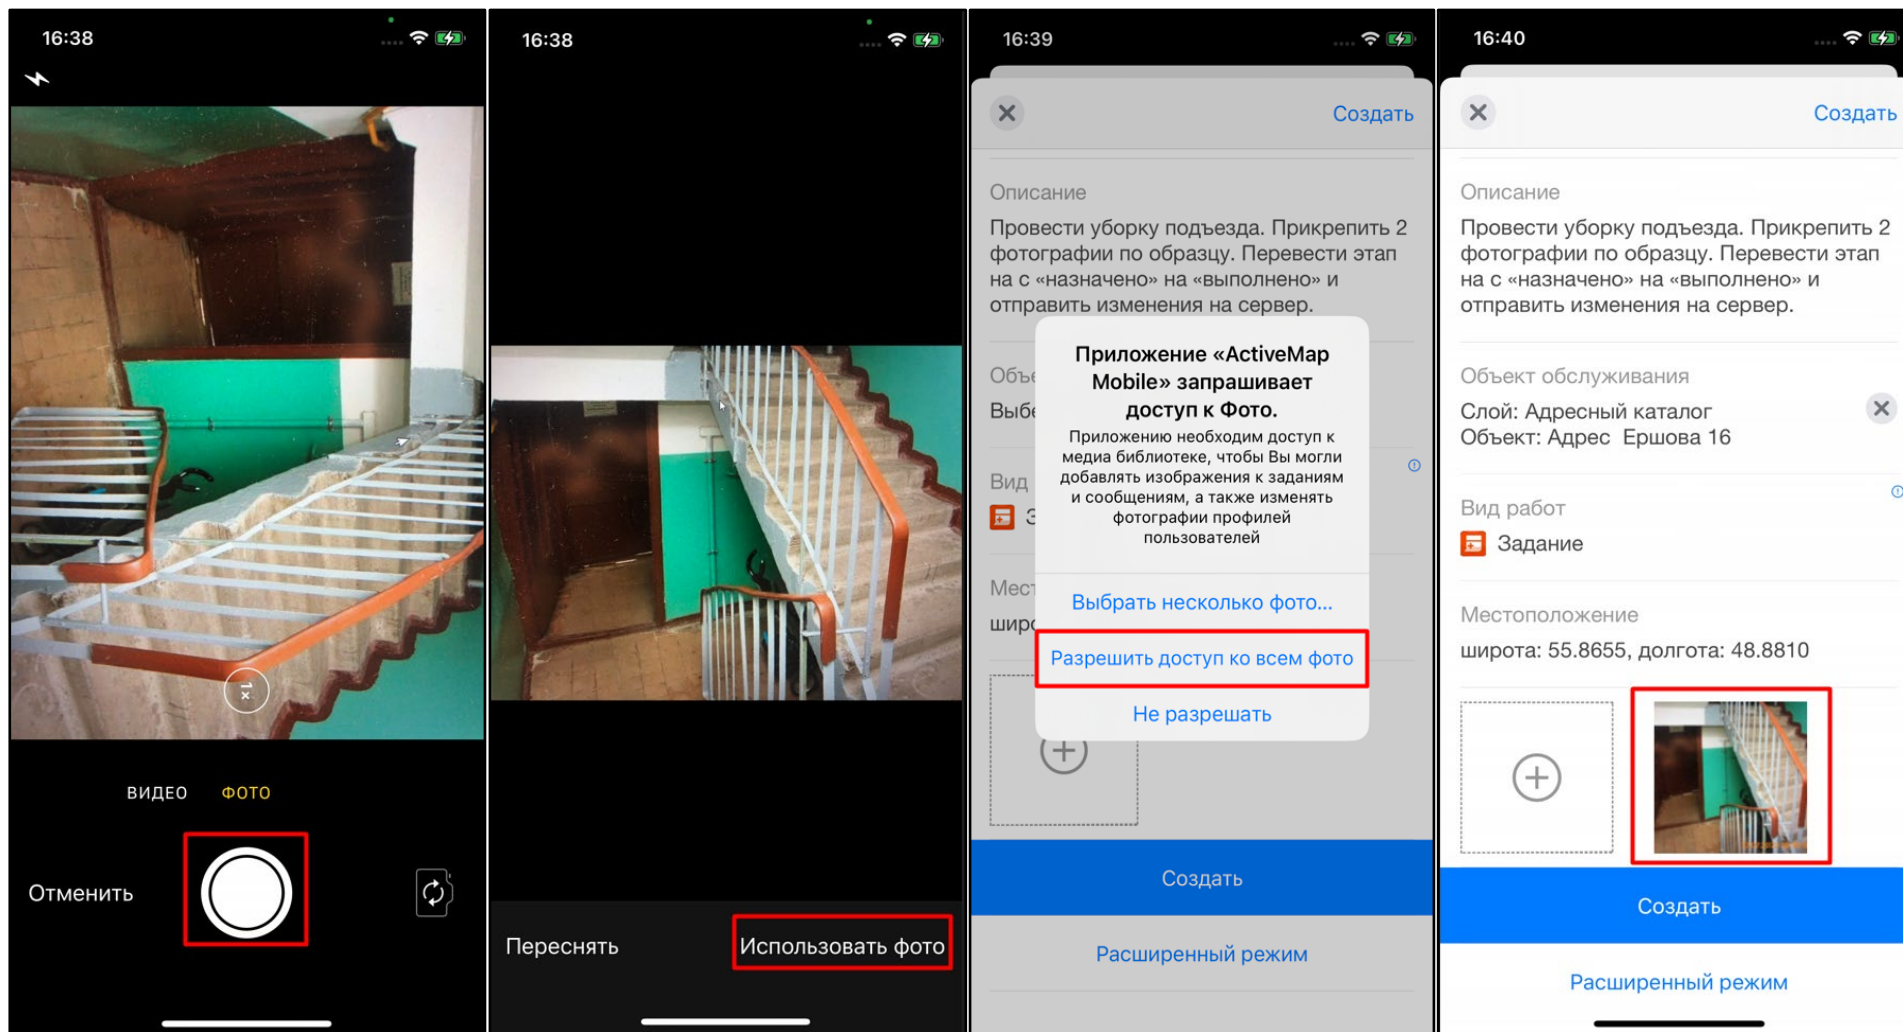 16:38
ВИДЕО ФОТО
Отменить
1×
16:38
Переснять
Использовать фото
16:39
Создать
Описание
Провести уборку подъезда. Прикрепить 2
фотографии по образцу. Перевести этап
на с «назначено» на «выполнено» и
отправить изменения на сервер.
Приложение «ActiveMap
Mobile» запрашивает
доступ к Фото.
Приложению необходим доступ к
медиа библиотеке, чтобы Вы могли
добавлять изображения к заданиям
и сообщениям, а также изменять
фотографии профилей
пользователей
Выбрать несколько фото...
Разрешить доступ ко всем фото
Не разрешать
Вид
Создать
Расширенный режим
16:40
Создать
Описание
Провести уборку подъезда. Прикрепить 2
фотографии по образцу. Перевести этап
на с «назначено» на «выполнено» и
отправить изменения на сервер.
Объект обслуживания
Слой: Адресный каталог
Объект: Адрес Ершова 16
Вид работ
Задание
Местоположение
широта: 55.8655, долгота: 48.8810
Создать
Расширенный режим